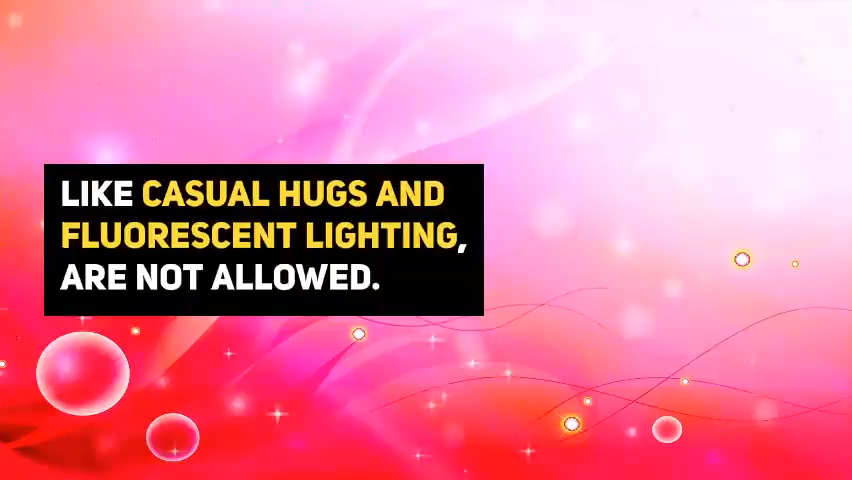 LIKE CASUAL HUGS AND
FLUORESCENT LIGHTING,
ARE NOT ALLOWED.